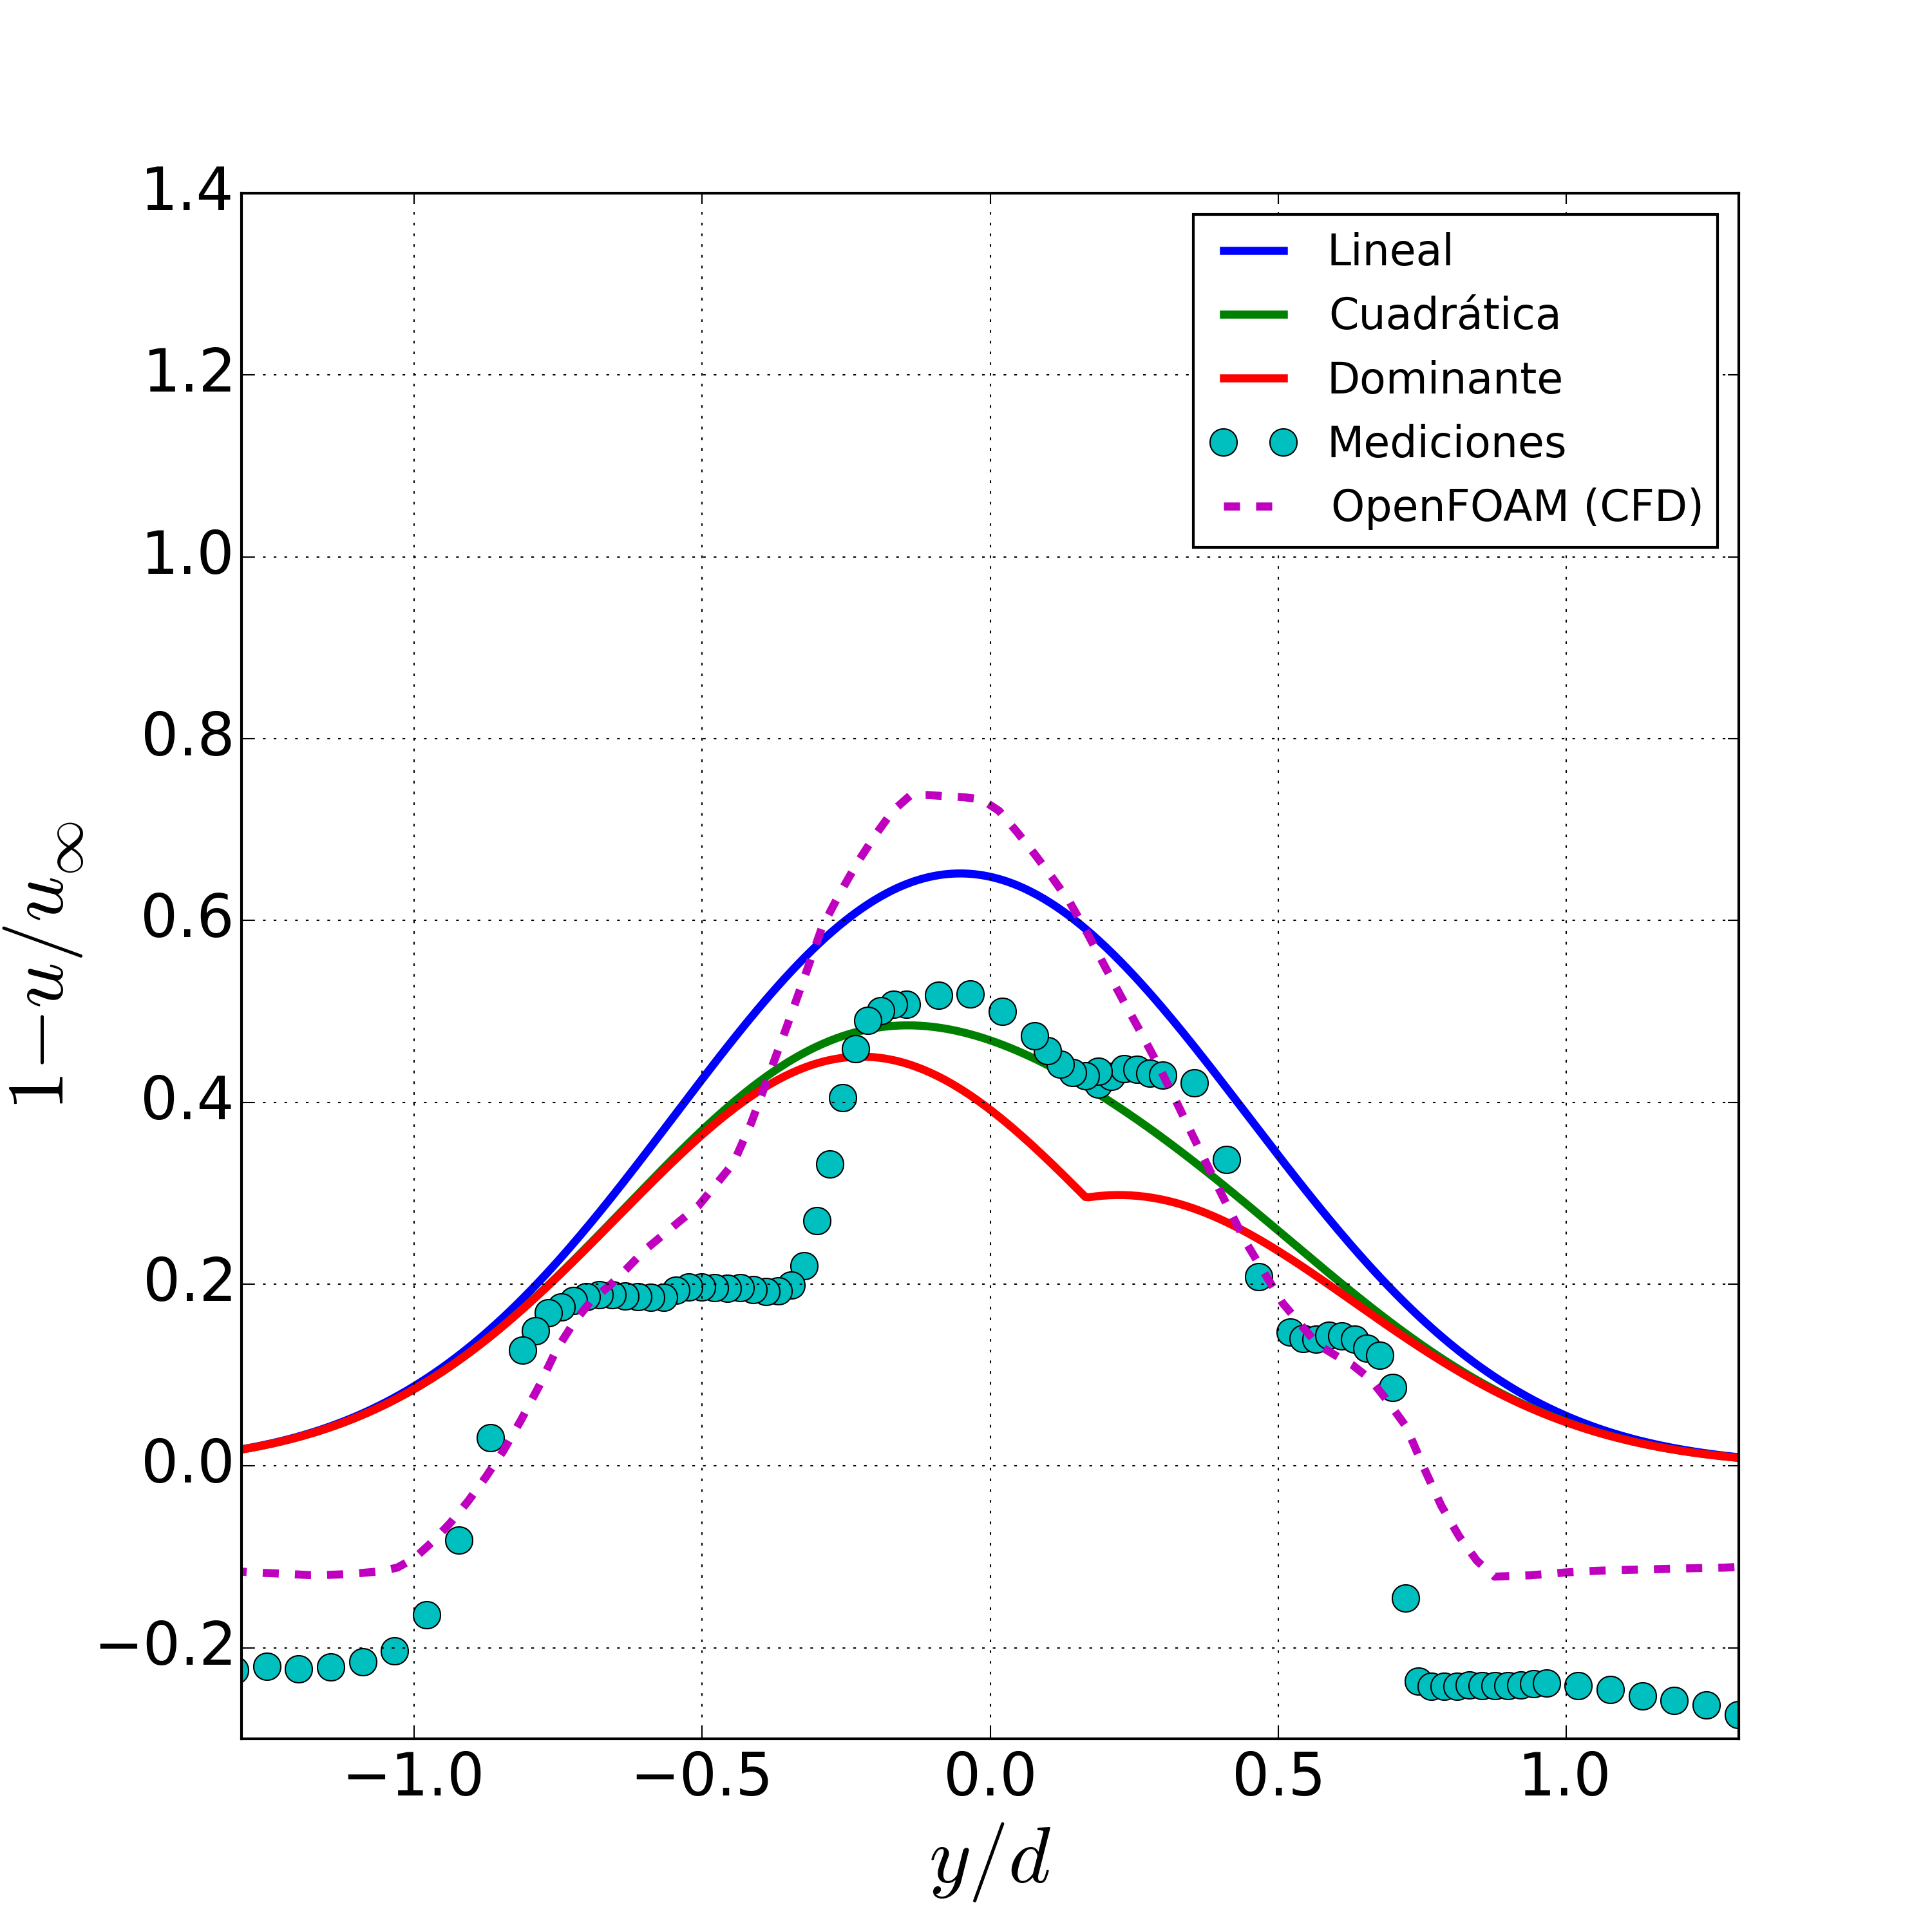 1.4
1.2
1.0
0.8
0.6
0.4
0.2
0.0
−0.2
1−u/u∞
Lineal
Cuadrática
Dominante
Mediciones
OpenFOAM (CFD)
−1.0 −0.5 0.0 0.5 1.0
y/d